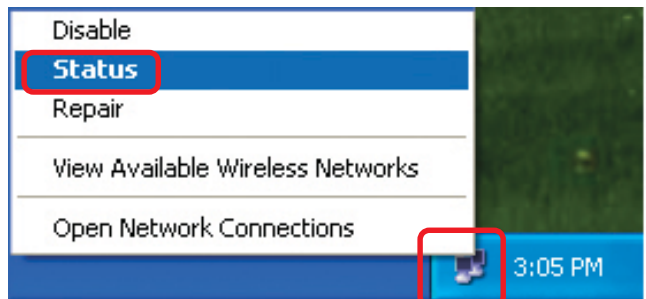 Disable
Status
Repair
View Available Wireless Networks
Open Network Connections
3:05 PM